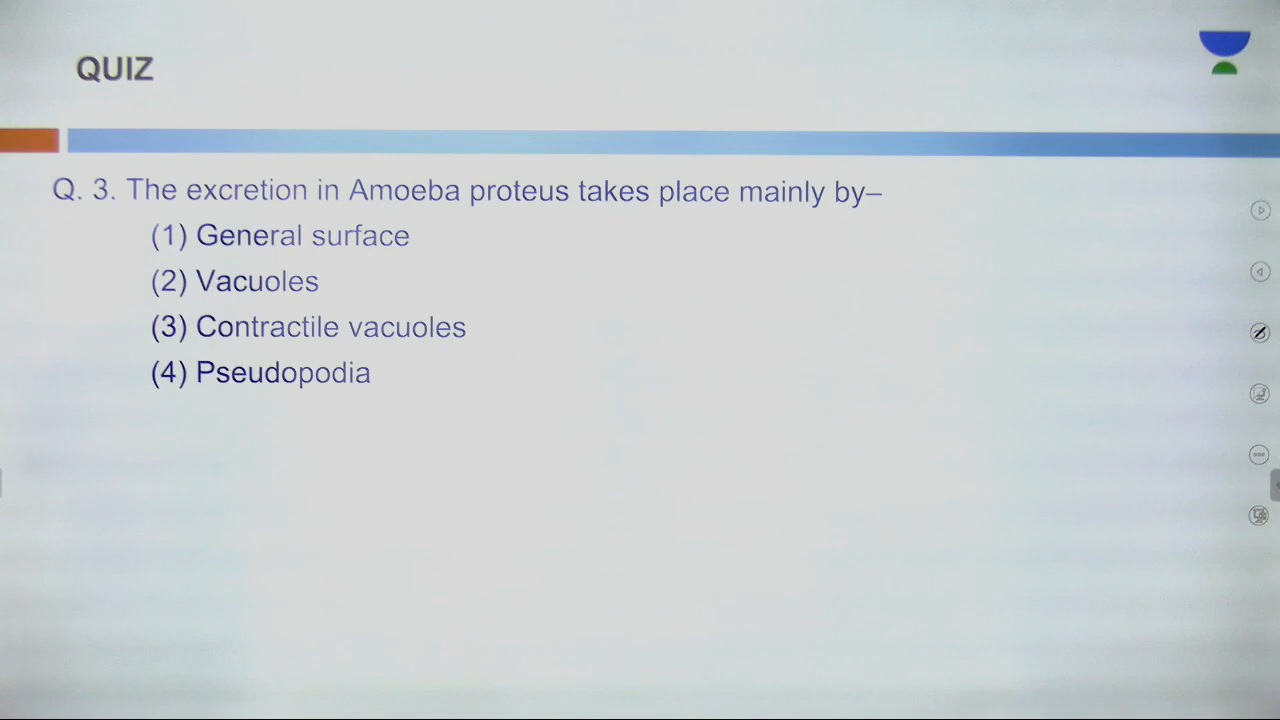 QUIZ
Q. 3. The excretion in Amoeba proteus takes place mainly by–
(1) General surface
(2) Vacuoles
(3) Contractile vacuoles
(4) Pseudopodia